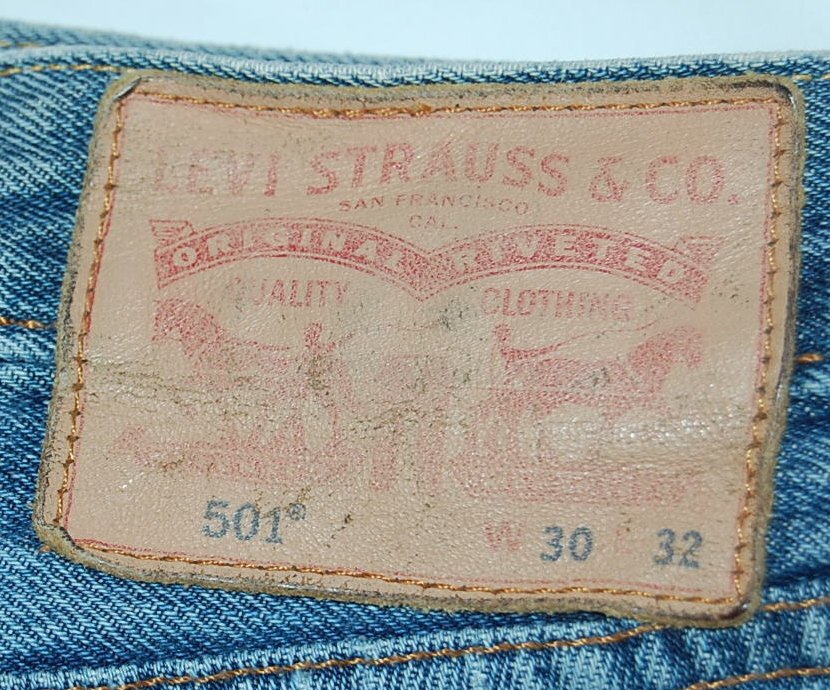 LEVI STRAUSS & CO.
SAN FRANCISCO
CAL.
ORIGINAL RIVETED
QUALITY CLOTHING
501® W 30 L 32